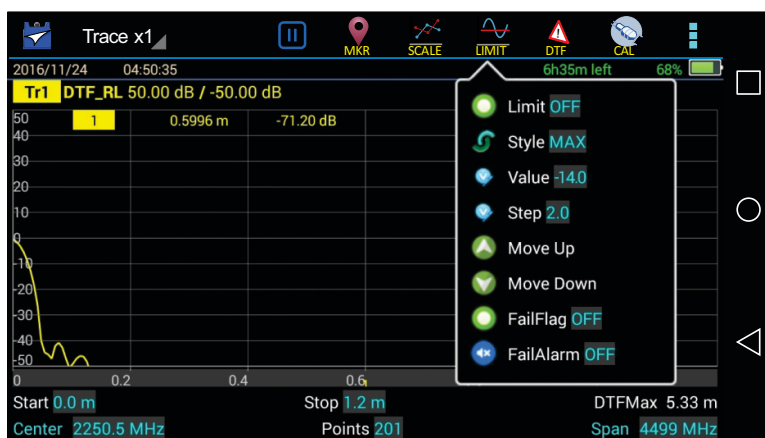 Trace x1
MKR SCALE LIMIT DTF CAL
2016/11/24 04:50:35 6h35m left 68%
Tr1 DTF_RL 50.00 dB / -50.00 dB
50 1 0.5996 m -71.20 dB
40
30
20
10
0
-10
-20
-30
-40
-50
0 0.2 0.4 0.6
Limit OFF
Style MAX
Value -14.0
Step 2.0
Move Up
Move Down
FailFlag OFF
FailAlarm OFF
Start 0.0 m Stop 1.2 m DTFMax 5.33 m
Center 2250.5 MHz Points 201 Span 4499 MHz